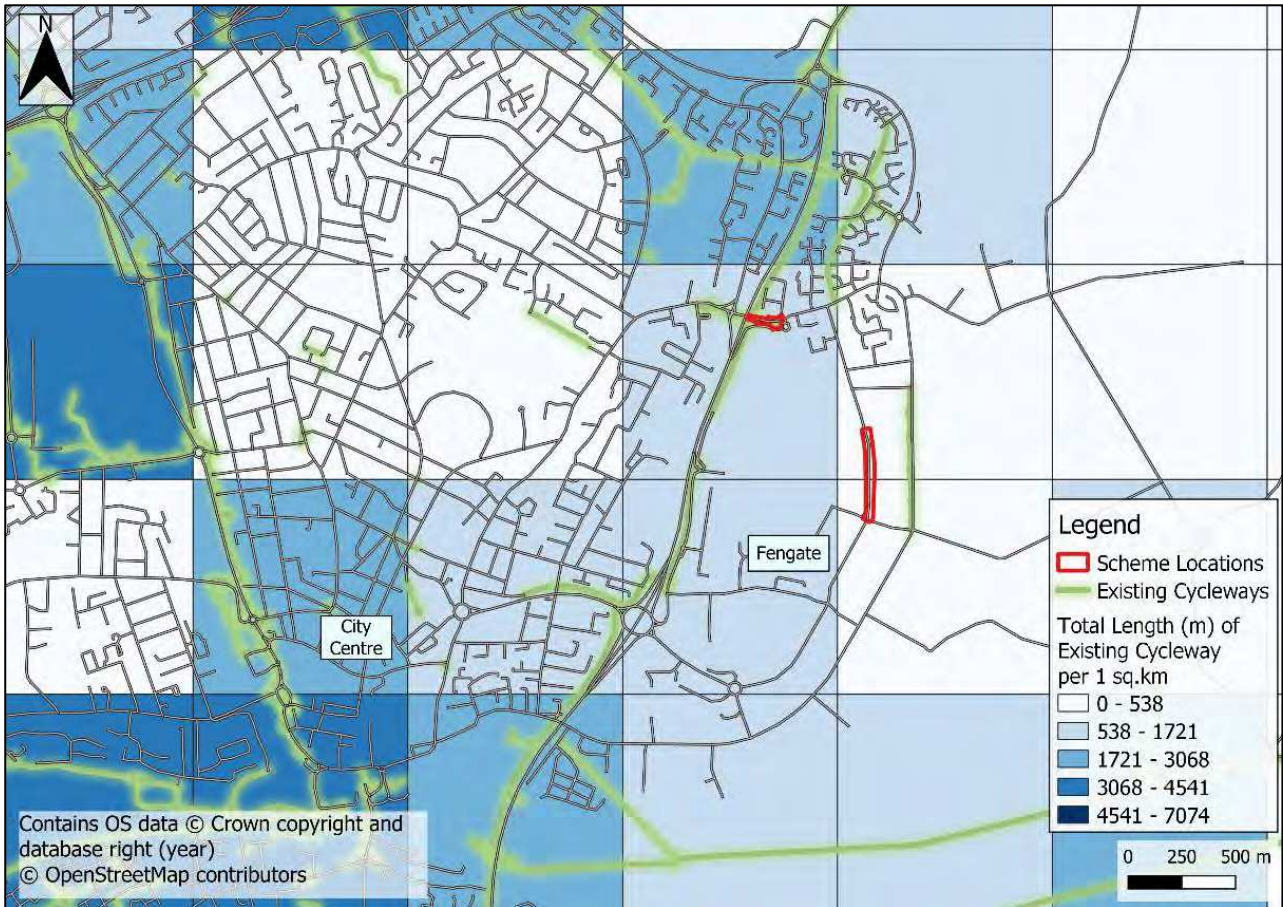 N
Fengate
City
Centre
Legend
Scheme Locations
Existing Cycleways
Total Length (m) of
Existing Cycleway
per 1 sq.km
0 - 538
538 - 1721
1721 - 3068
3068 - 4541
4541 - 7074
Contains OS data © Crown copyright and
database right (year)
© OpenStreetMap contributors
0 250 500 m